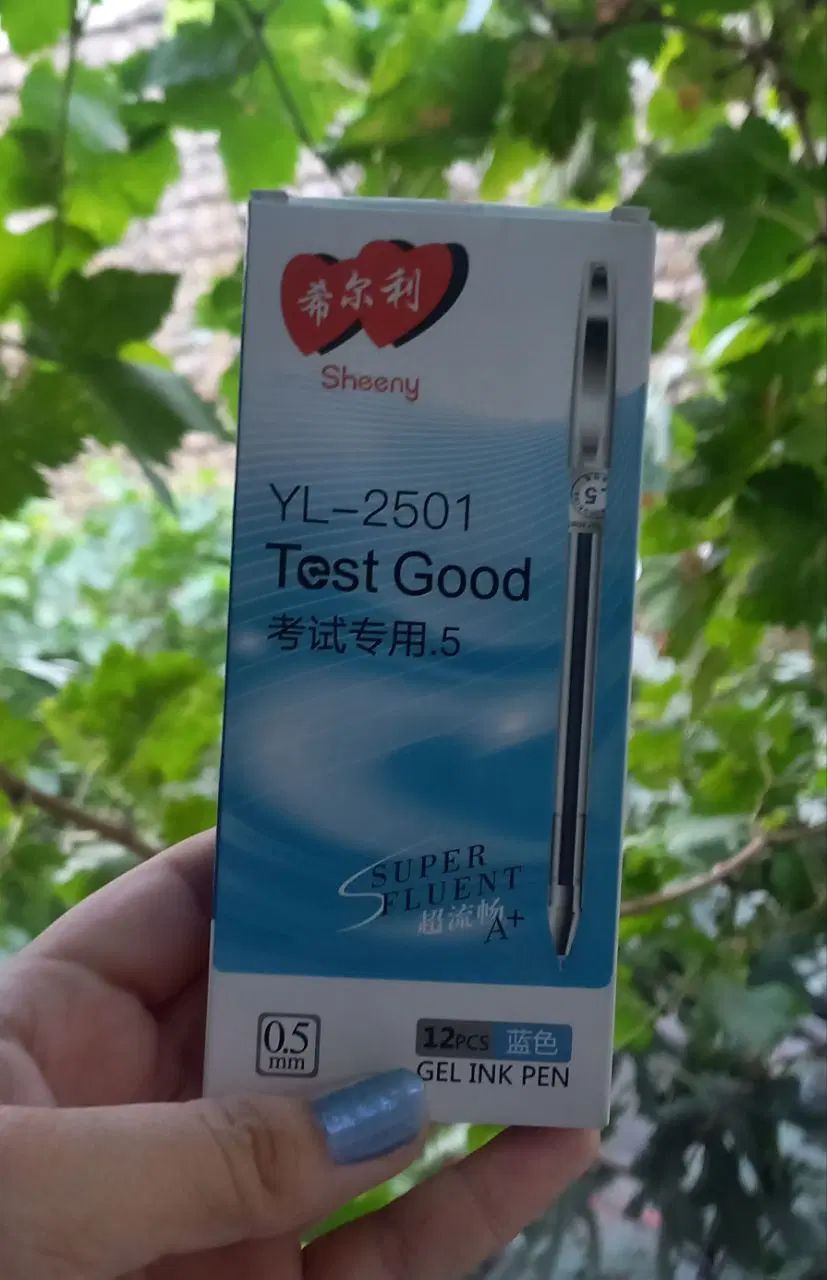 希尔利
Sheeny
YL-2501
Test Good
考试专用.5
SUPER
FLUENT
超流畅
A+
0.5
mm
12PCS 蓝色
GEL INK PEN
.5